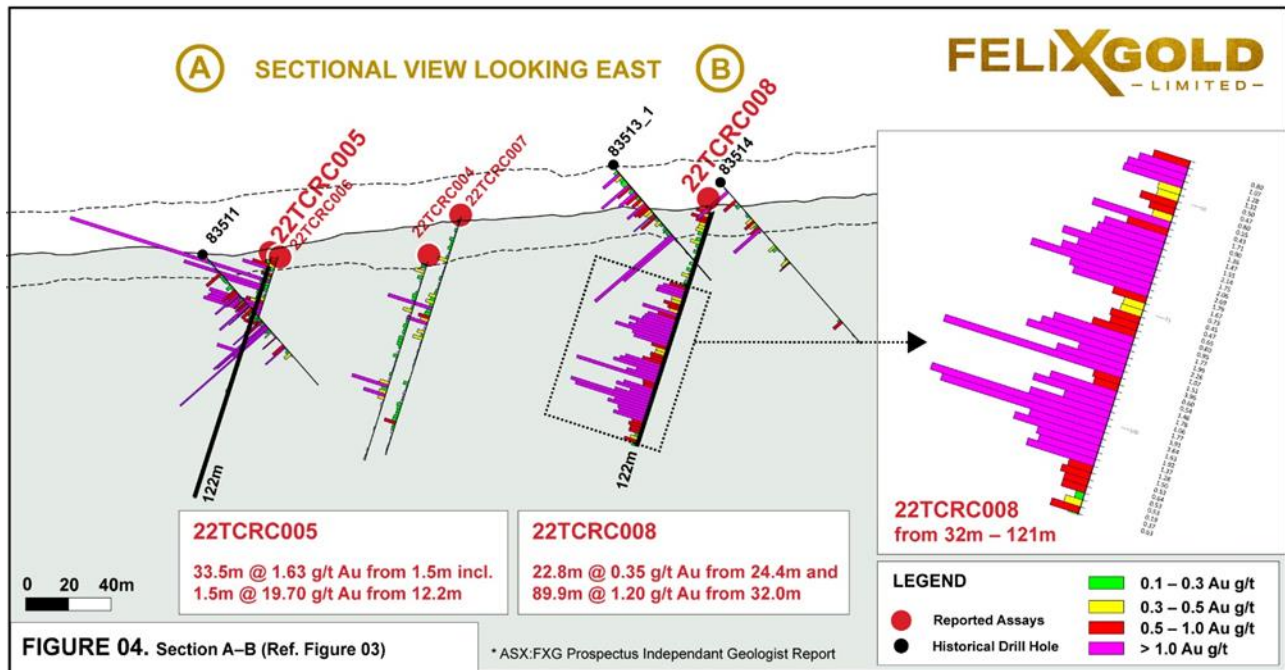 A SECTIONAL VIEW LOOKING EAST B
FELIXGOLD
LIMITED
83511
22TCRC005
22TCRC006
22TCRC004
22TCRC007
83513_1
22TCRC008
83514
122m
122m
22TCRC005
33.5m @ 1.63 g/t Au from 1.5m incl.
1.5m @ 19.70 g/t Au from 12.2m
22TCRC008
22.8m @ 0.35 g/t Au from 24.4m and
89.9m @ 1.20 g/t Au from 32.0m
22TCRC008
from 32m – 121m
0 20 40m
LEGEND
Reported Assays
Historical Drill Hole
0.1 – 0.3 Au g/t
0.3 – 0.5 Au g/t
0.5 – 1.0 Au g/t
> 1.0 Au g/t
FIGURE 04. Section A–B (Ref. Figure 03)
* ASX:FXG Prospectus Independant Geologist Report